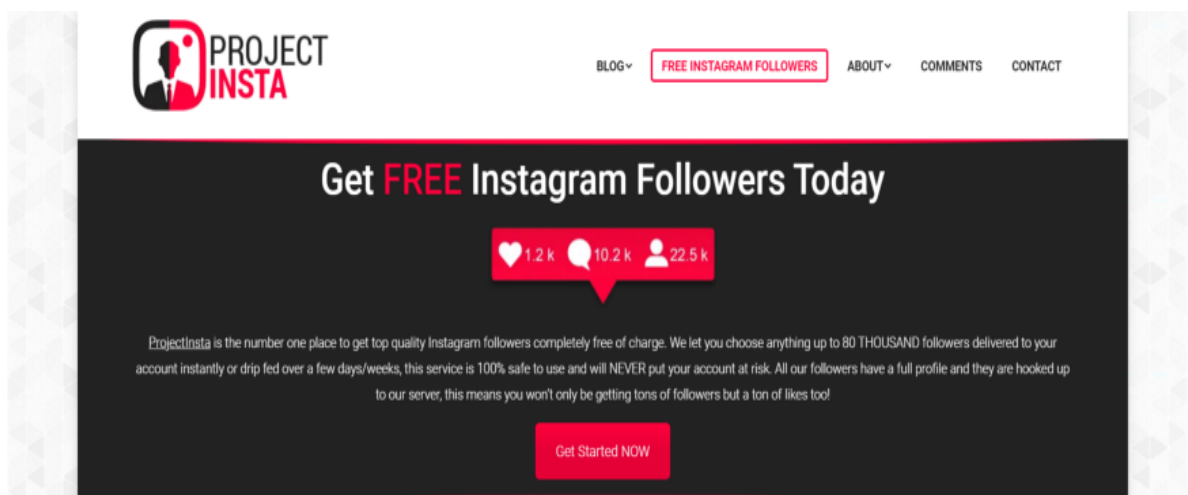 PROJECT
INSTA
BLOG
FREE INSTAGRAM FOLLOWERS
ABOUT
COMMENTS
CONTACT
Get FREE Instagram Followers Today
1.2 k 10.2 k 22.5 k
ProjectInsta is the number one place to get top quality Instagram followers completely free of charge. We let you choose anything up to 80 THOUSAND followers delivered to your
account instantly or drip fed over a few days/weeks, this service is 100% safe to use and will NEVER put your account at risk. All our followers have a full profile and they are hooked up
to our server, this means you won't only be getting tons of followers but a ton of likes too!
Get Started NOW